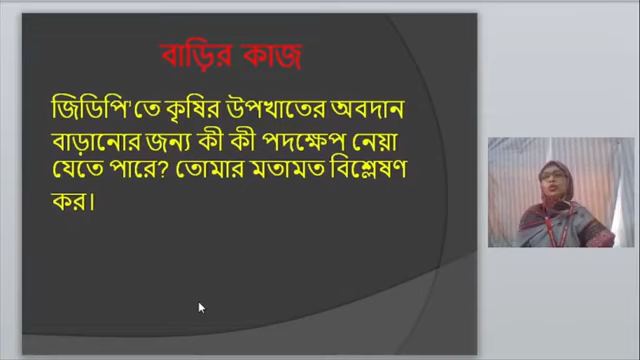 বাড়ির কাজ
জিডিপি'তে কৃষির উপখাতের অবদান
বাড়ানোর জন্য কী কী পদক্ষেপ নেয়া
যেতে পারে? তোমার মতামত বিশ্লেষণ
কর।